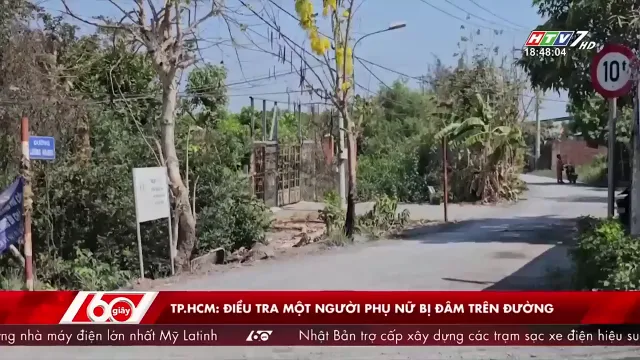 HTV7 HD
18:48:04
10t
ĐƯỜNG
60 giây
TP.HCM: ĐIỀU TRA MỘT NGƯỜI PHỤ NỮ BỊ ĐÂM TRÊN ĐƯỜNG
ng nhà máy điện lớn nhất Mỹ Latinh 60 Nhật Bản trợ cấp xây dựng các trạm sạc xe điện hiệu s